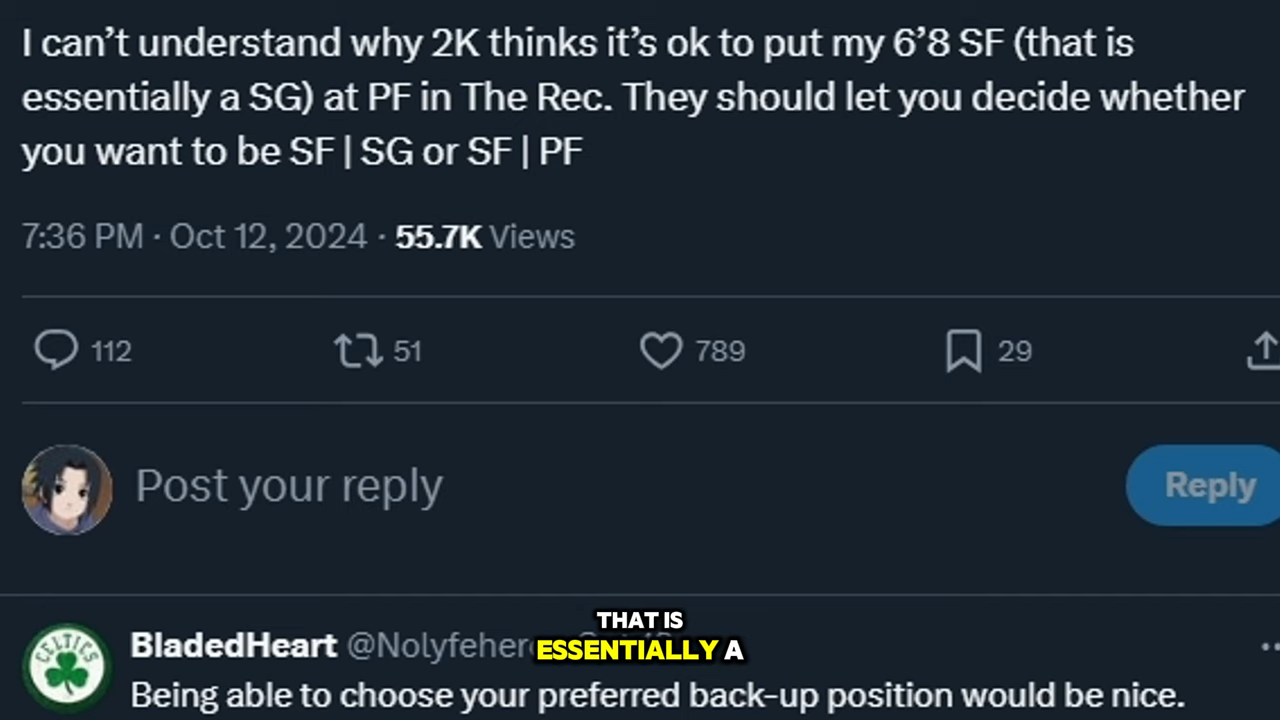 I can’t understand why 2K thinks it’s ok to put my 6’8 SF (that is
essentially a SG) at PF in The Rec. They should let you decide whether
you want to be SF | SG or SF | PF
7:36 PM · Oct 12, 2024 · 55.7K Views
112 51 789 29
Post your reply
Reply
CELTICS
BladedHeart
THAT IS
ESSENTIALLY A
Being able to choose your preferred back-up position would be nice.